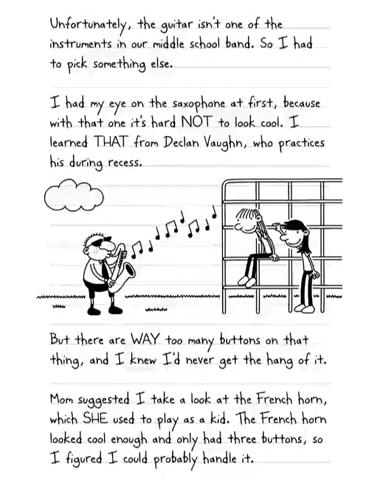 Unfortunately, the guitar isn't one of the
instruments in our middle school band. So I had
to pick something else.
I had my eye on the saxophone at first, because
with that one it's hard NOT to look cool. I
learned THAT from Declan Vaughn, who practices
his during recess.
But there are WAY too many buttons on that
thing, and I knew I'd never get the hang of it.
Mom suggested I take a look at the French horn,
which SHE used to play as a kid. The French horn
looked cool enough and only had three buttons, so
I figured I could probably handle it.